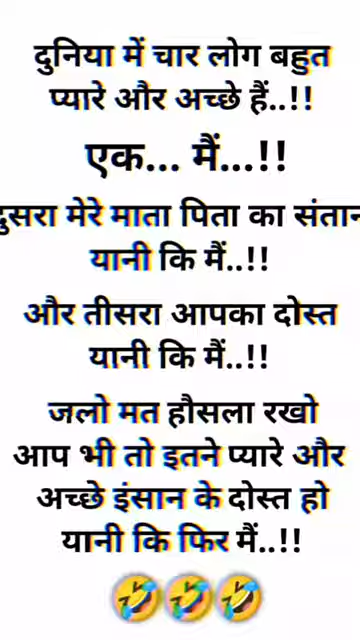 दुनिया में चार लोग बहुत
प्यारे और अच्छे हैं..!!
एक... मैं...!!
दुसरा मेरे माता पिता का संतान
यानी कि मैं..!!
और तीसरा आपका दोस्त
यानी कि मैं..!!
जलो मत हौसला रखो
आप भी तो इतने प्यारे और
अच्छे इंसान के दोस्त हो
यानी कि फिर मैं..!!
🤣🤣🤣